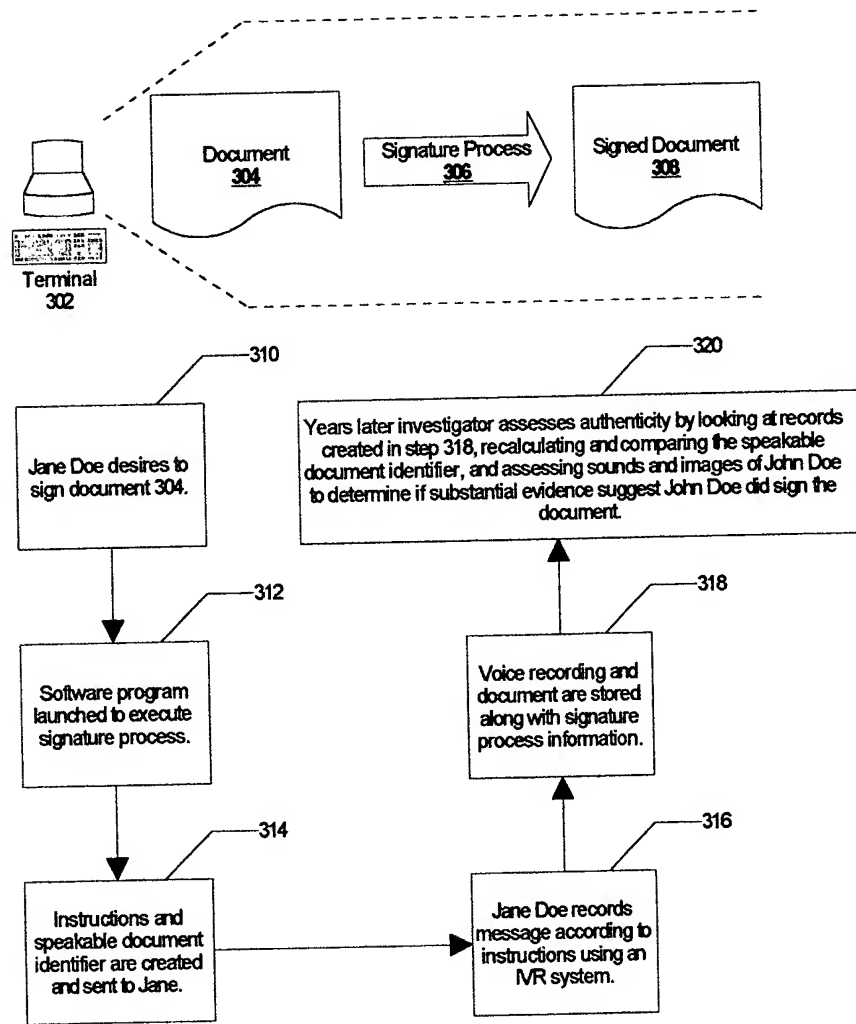 Document
304
Signature Process
306
Signed Document
308
Terminal
302
310
Jane Doe desires to
sign document 304.
312
Software program
launched to execute
signature process.
314
Instructions and
speakable document
identifier are created
and sent to Jane.
316
Jane Doe records
message according to
instructions using an
IVR system.
318
Voice recording and
document are stored
along with signature
process information.
320
Years later investigator assesses authenticity by looking at records
created in step 318, recalculating and comparing the speakable
document identifier, and assessing sounds and images of John Doe
to determine if substantial evidence suggest John Doe did sign the
document.